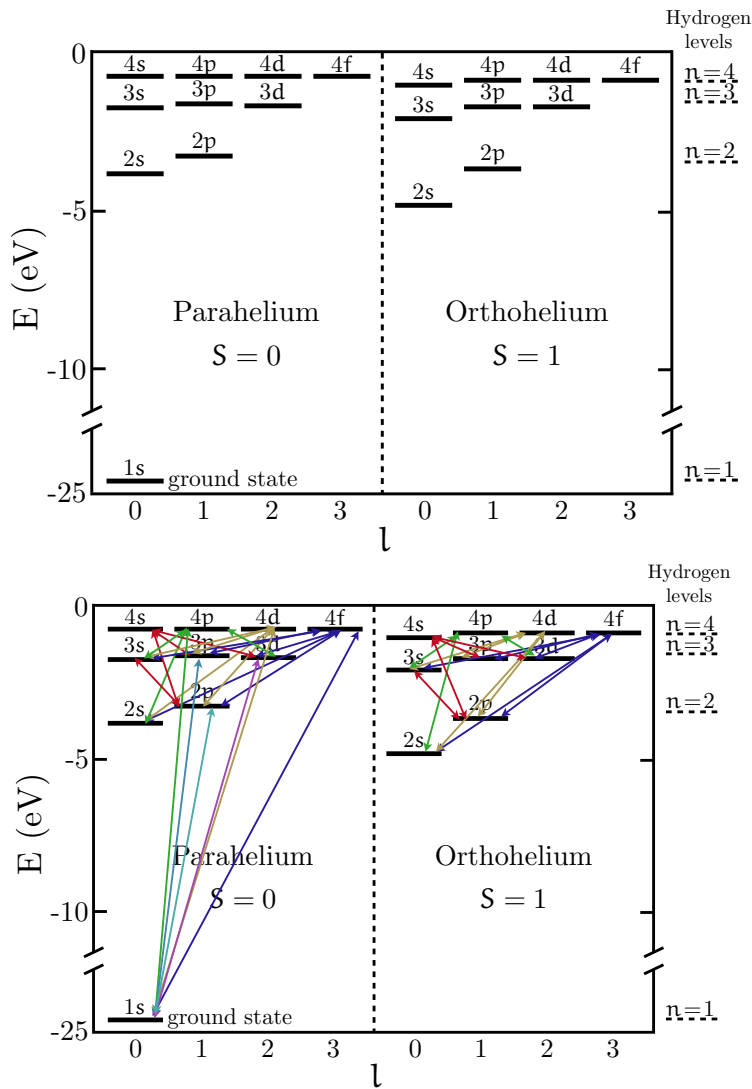 Hydrogen
levels
0
4s 4p 4d 4f 4s 4p 4d 4f n=4
3s 3p 3d 3s 3p 3d n=3
2s 2p 2s 2p n=2
-5
E (eV)
Parahelium Orthohelium
S = 0 S = 1
-10
1s ground state n=1
-25
0 1 2 3 0 1 2 3
l
Hydrogen
levels
0
4s 4p 4d 4f 4s 4p 4d 4f n=4
3s 3p 3d 3s 3p 3d n=3
2s 2p 2s 2p n=2
-5
E (eV)
Parahelium Orthohelium
S = 0 S = 1
-10
1s ground state n=1
-25
0 1 2 3 0 1 2 3
l